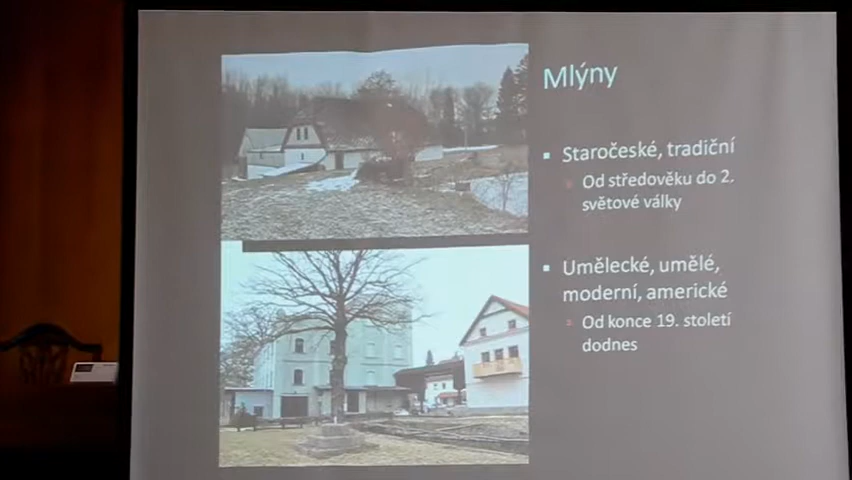 Mlýny
Staročeské, tradiční
Od středověku do 2.
světové války
Umělecké, umělé,
moderní, americké
Od konce 19. století
dodnes